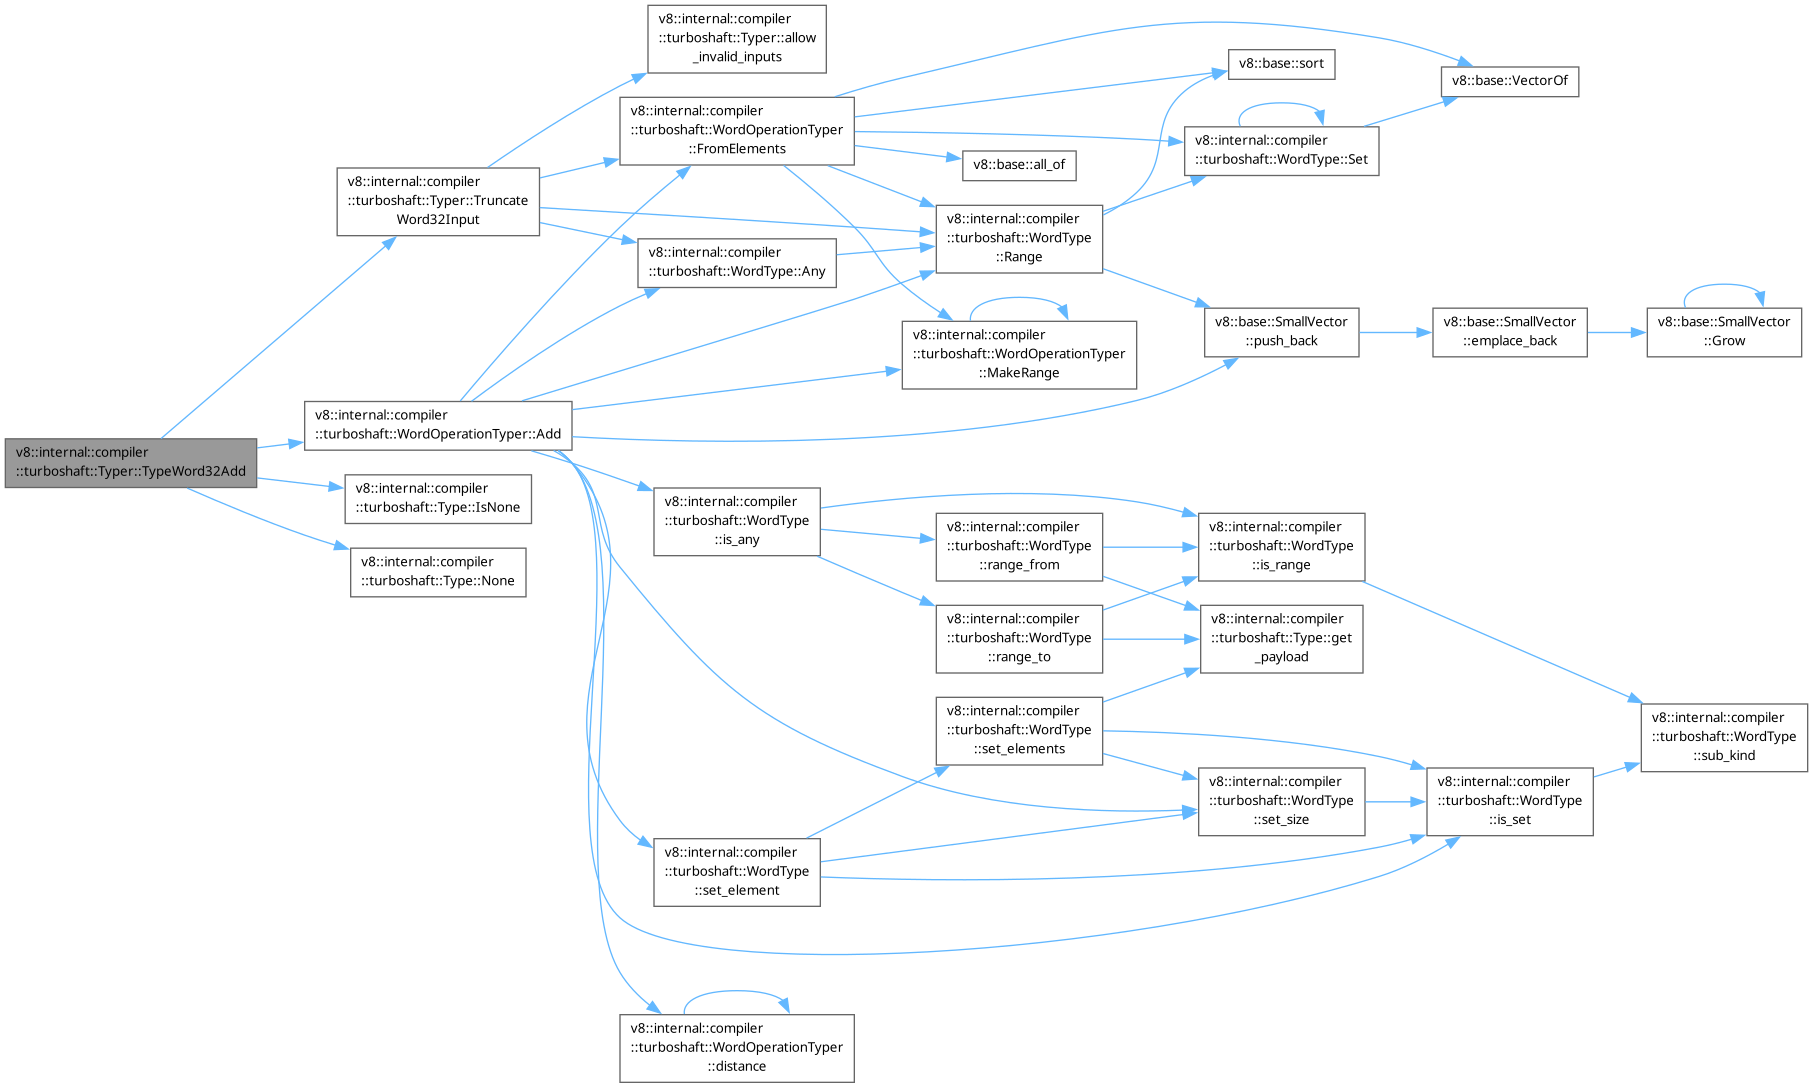 v8::internal::compiler
::turboshaft::Typer::TypeWord32Add
v8::internal::compiler
::turboshaft::Typer::Truncate
Word32Input
v8::internal::compiler
::turboshaft::WordOperationTyper::Add
v8::internal::compiler
::turboshaft::Type::IsNone
v8::internal::compiler
::turboshaft::Type::None
v8::internal::compiler
::turboshaft::Typer::allow
_invalid_inputs
v8::internal::compiler
::turboshaft::WordOperationTyper
::FromElements
v8::internal::compiler
::turboshaft::WordType::Any
v8::internal::compiler
::turboshaft::WordType
::is_any
v8::internal::compiler
::turboshaft::WordType
::set_element
v8::internal::compiler
::turboshaft::WordOperationTyper
::distance
v8::base::all_of
v8::internal::compiler
::turboshaft::WordType
::Range
v8::internal::compiler
::turboshaft::WordOperationTyper
::MakeRange
v8::internal::compiler
::turboshaft::WordType
::range_from
v8::internal::compiler
::turboshaft::WordType
::range_to
v8::internal::compiler
::turboshaft::WordType
::set_elements
v8::base::sort
v8::internal::compiler
::turboshaft::WordType::Set
v8::base::SmallVector
::push_back
v8::internal::compiler
::turboshaft::WordType
::is_range
v8::internal::compiler
::turboshaft::Type::get
_payload
v8::internal::compiler
::turboshaft::WordType
::set_size
v8::base::VectorOf
v8::base::SmallVector
::emplace_back
v8::internal::compiler
::turboshaft::WordType
::is_set
v8::base::SmallVector
::Grow
v8::internal::compiler
::turboshaft::WordType
::sub_kind